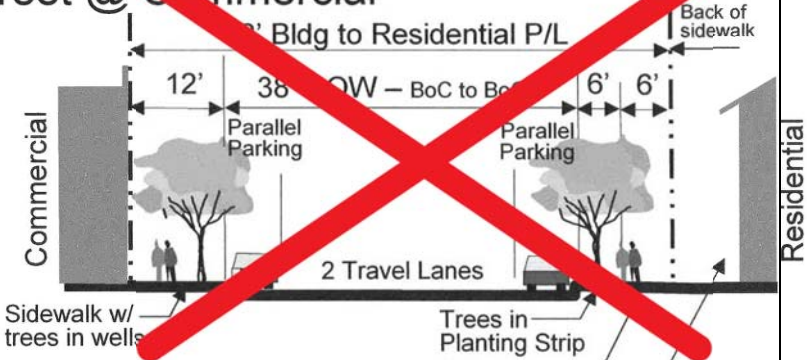 @ Commercial
Bldg to Residential P/L
Back of
sidewalk
12’
38
OW – BoC to Bo
6’
6’
Parallel
Parking
Parallel
Parking
Commercial
Residential
2 Travel Lanes
Sidewalk w/
trees in wells
Trees in
Planting Strip